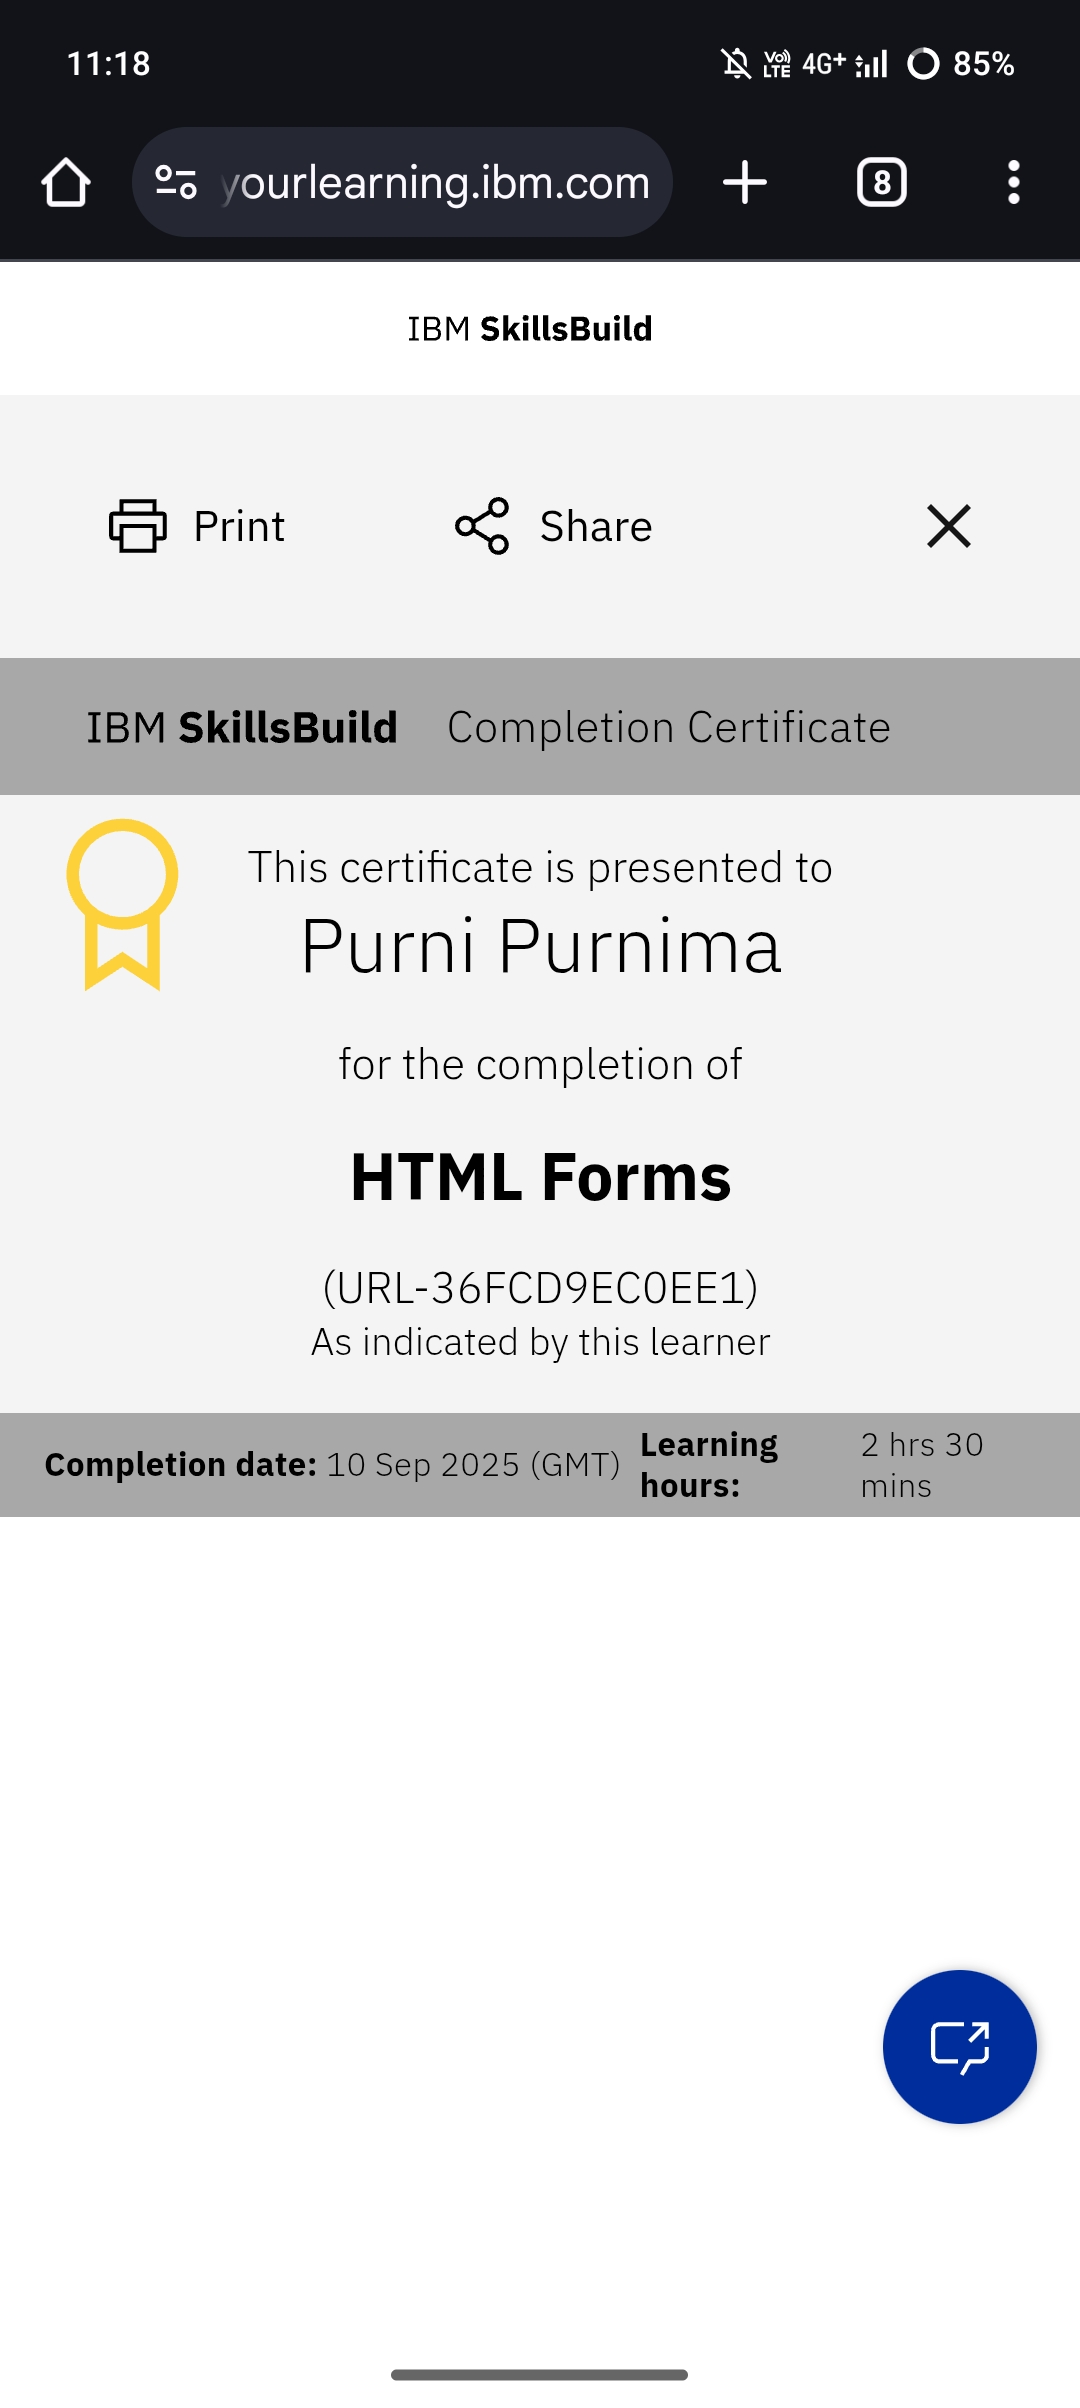 11:18
Vo)) LTE 4G+ 85%
yourlearning.ibm.com
8
IBM SkillsBuild
Print
Share
IBM SkillsBuild Completion Certificate
This certificate is presented to
Purni Purnima
for the completion of
HTML Forms
(URL-36FCD9EC0EE1)
As indicated by this learner
Completion date: 10 Sep 2025 (GMT)
Learning hours:
2 hrs 30 mins